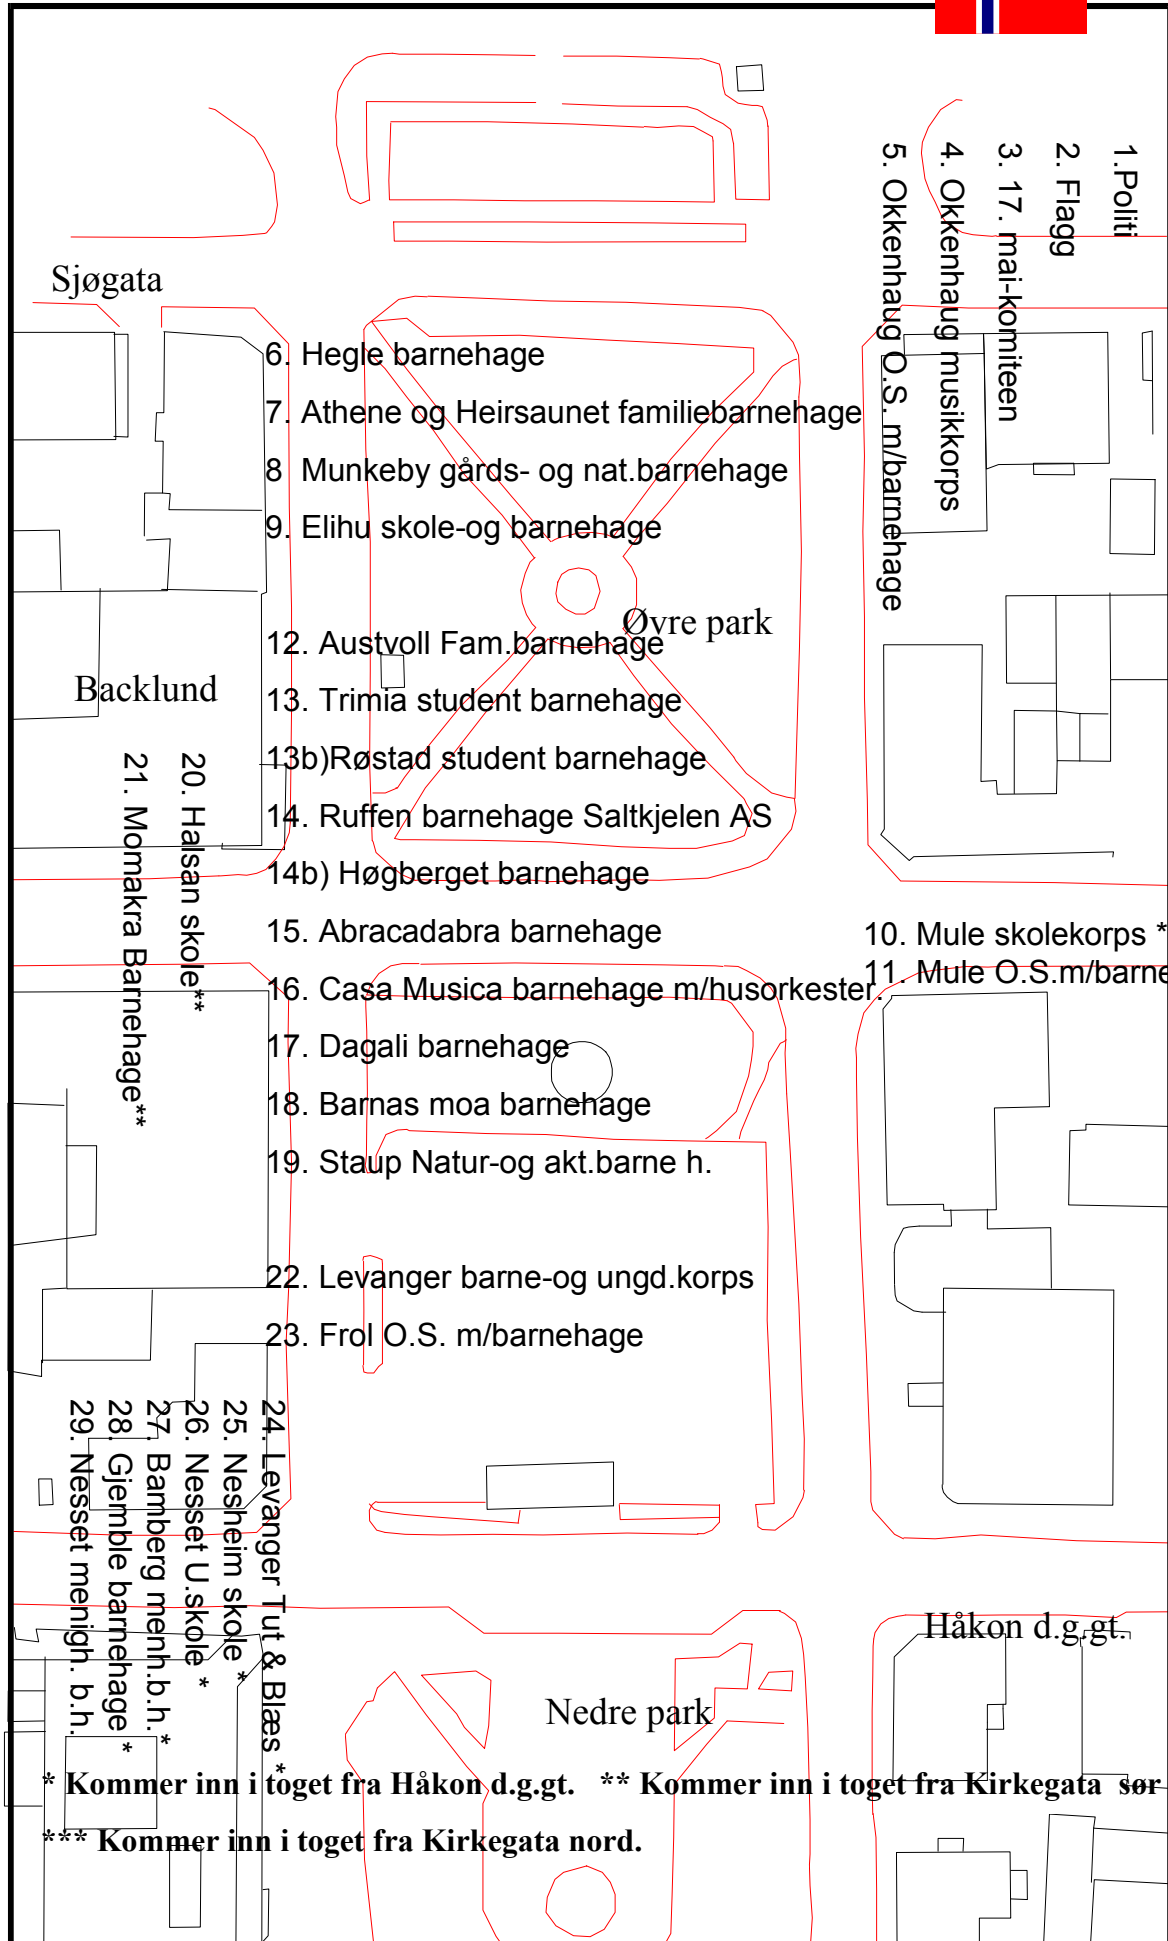 1.Politi
2. Flagg
3. 17. mai-komiteen
4. Okkenhaug musikkorps
5. Okkenhaug O.S. m/barnehage
Sjøgata
6. Hegle barnehage
7. Athene og Heirsaunet familiebarnehage
8 Munkeby gårds- og nat.barnehage
9. Elihu skole-og barnehage
Øvre park
12. Austvoll Fam.barnehage
Backlund
13. Trimia student barnehage
13b)Røstad student barnehage
14. Ruffen barnehage Saltkjelen AS
14b) Høgberget barnehage
15. Abracadabra barnehage
10. Mule skolekorps *
11. Mule O.S.m/barne
16. Casa Musica barnehage m/husorkester.
17. Dagali barnehage
18. Barnas moa barnehage
19. Staup Natur-og akt.barne h.
20. Halsan skole**
21. Momakra Barnehage**
22. Levanger barne-og ungd.korps
23. Frol O.S. m/barnehage
24. Levanger Tut & Blæs *
25. Nesheim skole *
26. Nesset U.skole *
27. Bamberg menh.b.h. *
28. Gjemble barnehage *
29. Nesset menigh. b.h.
Håkon d.g.gt.
Nedre park
* Kommer inn i toget fra Håkon d.g.gt. ** Kommer inn i toget fra Kirkegata sør
*** Kommer inn i toget fra Kirkegata nord.